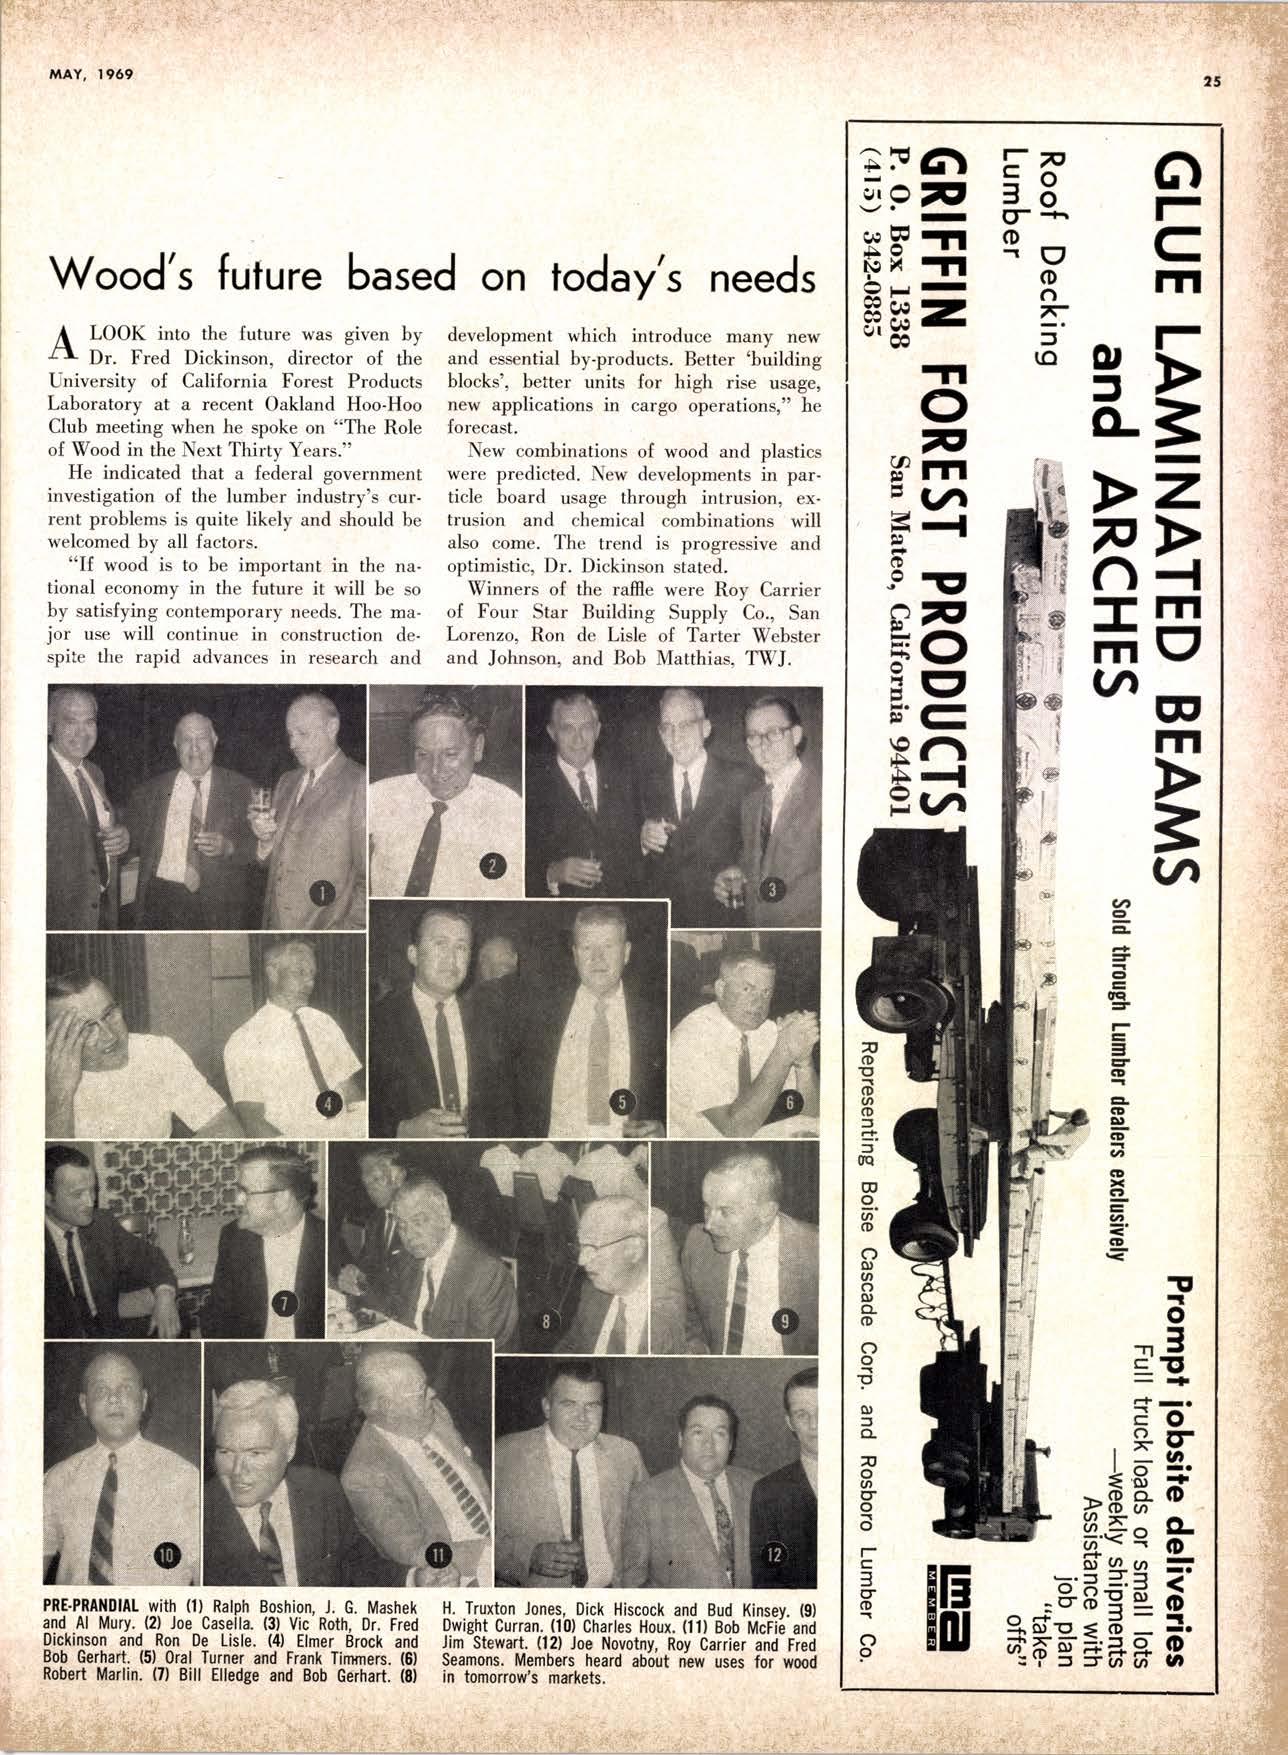 MAY, 1969
25
Wood's future based on today's needs
A LOOK into the future was given by
Dr. Fred Dickinson, director of the
University of California Forest Products
Laboratory at a recent Oakland Hoo-Hoo
Club meeting when he spoke on “The Role
of Wood in the Next Thirty Years.”
He indicated that a federal government
investigation of the lumber industry's cur-
rent problems is quite likely and should be
welcomed by all factors.
“If wood is to be important in the na-
tional economy in the future it will be so
by satisfying contemporary needs. The ma-
jor use will continue in construction de-
spite the rapid advances in research and
development which introduce many new
and essential by-products. Better ‘building
blocks’, better units for high rise usage,
new applications in cargo operations,” he
forecast.
New combinations of wood and plastics
were predicted. New developments in par-
ticle board usage through intrusion, ex-
trusion and chemical combinations will
also come. The trend is progressive and
optimistic, Dr. Dickinson stated.
Winners of the raffle were Roy Carrier
of Four Star Building Supply Co., San
Lorenzo, Ron de Lisle of Tarter Webster
and Johnson, and Bob Matthias, TWJ.
1
2
3
4
5
6
7
8
9
10
11
12
PRE-PRANDIAL with (1) Ralph Boshion, J. G. Mashek
and Al Mury. (2) Joe Casella. (3) Vic Roth, Dr. Fred
Dickinson and Ron De Lisle. (4) Elmer Brock and
Bob Gerhart. (5) Oral Turner and Frank Timmers. (6)
Robert Marlin. (7) Bill Elledge and Bob Gerhart. (8)
H. Truxton Jones, Dick Hiscock and Bud Kinsey. (9)
Dwight Curran. (10) Charles Houx. (11) Bob McFie and
Jim Stewart. (12) Joe Novotny, Roy Carrier and Fred
Seamons. Members heard about new uses for wood
in tomorrow's markets.
GLUE LAMINATED BEAMS
and ARCHES
Sold through Lumber dealers exclusively
Prompt jobsite deliveries
Full truck loads or small lots
—weekly shipments
Assistance with
job plan
“take-
offs”
Roof Decking
Lumber
GRIFFIN FOREST PRODUCTS
P. O. Box 1338
San Mateo, California 94401
(415) 342-0885
Representing Boise Cascade Corp. and Rosboro Lumber Co.
LMA
MEMBER